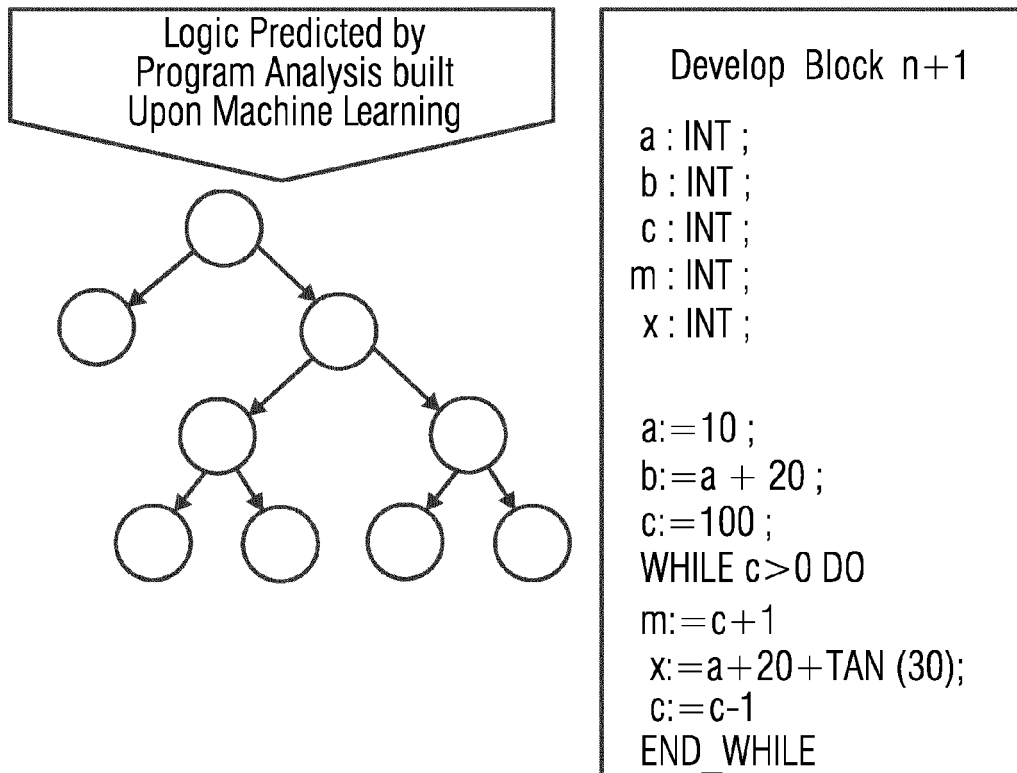 Logic Predicted by
Program Analysis built
Upon Machine Learning
Develop Block n+1
a : INT ;
b : INT ;
c : INT ;
m : INT ;
x : INT ;
a:=10 ;
b:=a + 20 ;
c:=100 ;
WHILE c>0 DO
m:=c+1
x:=a+20+TAN (30);
c:=c-1
END_WHILE